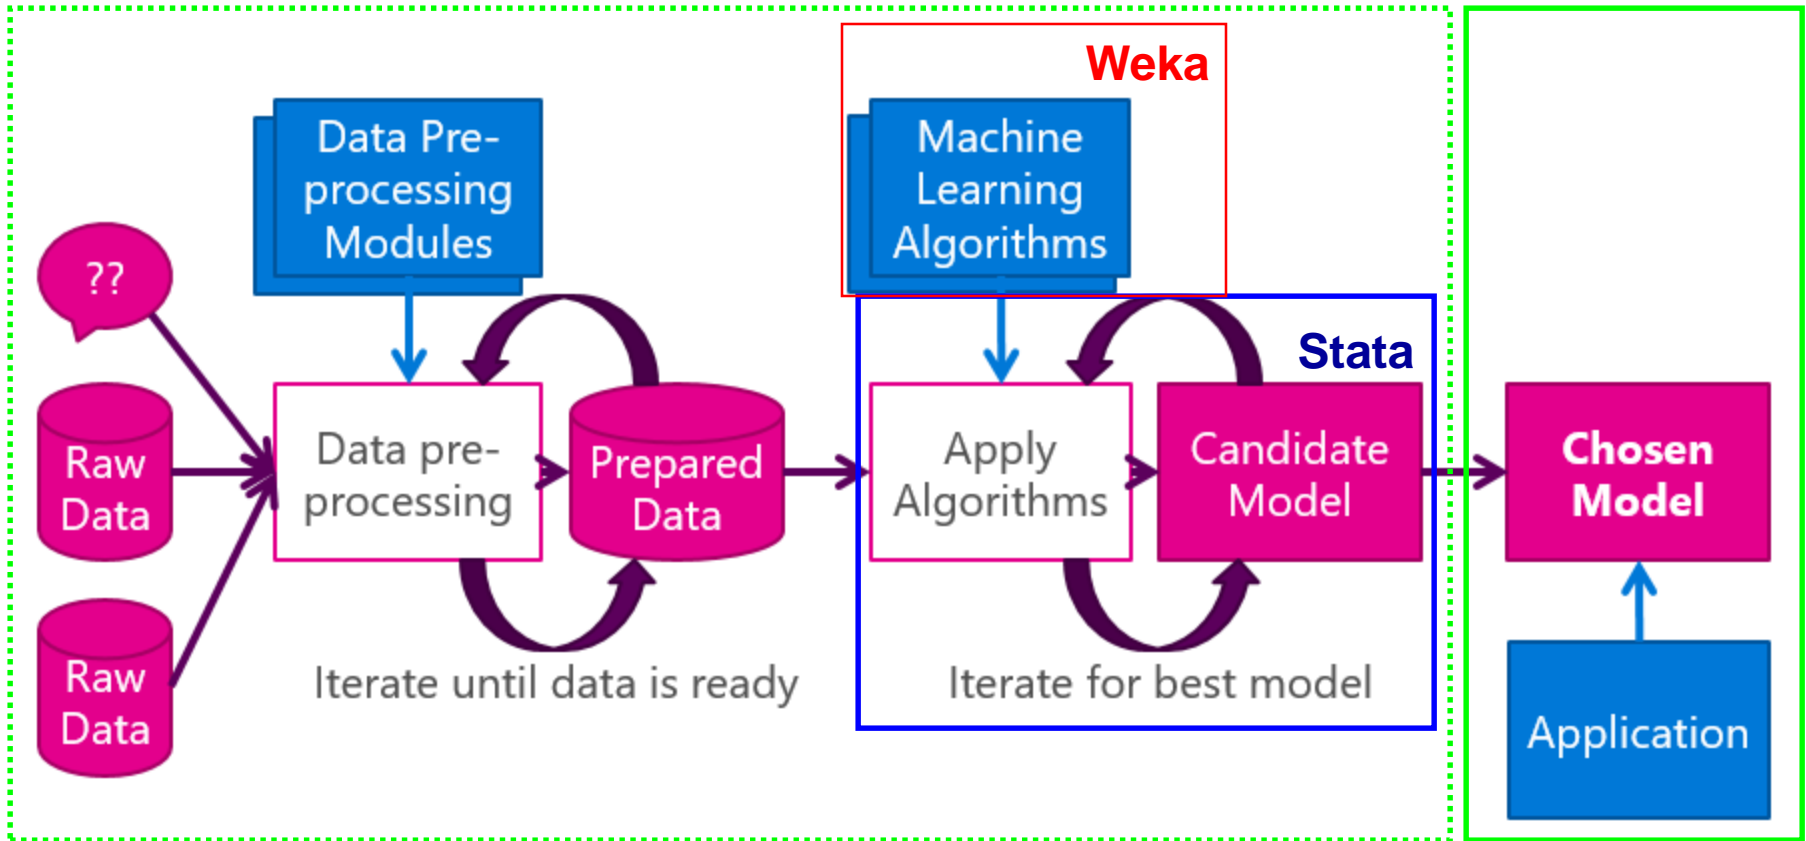 Weka
Data Pre-
processing
Modules
Machine
Learning
Algorithms
??
Stata
Raw
Data
Data pre-
processing
Prepared
Data
Apply
Algorithms
Candidate
Model
Chosen
Model
Iterate until data is ready
Iterate for best model
Raw
Data
Application